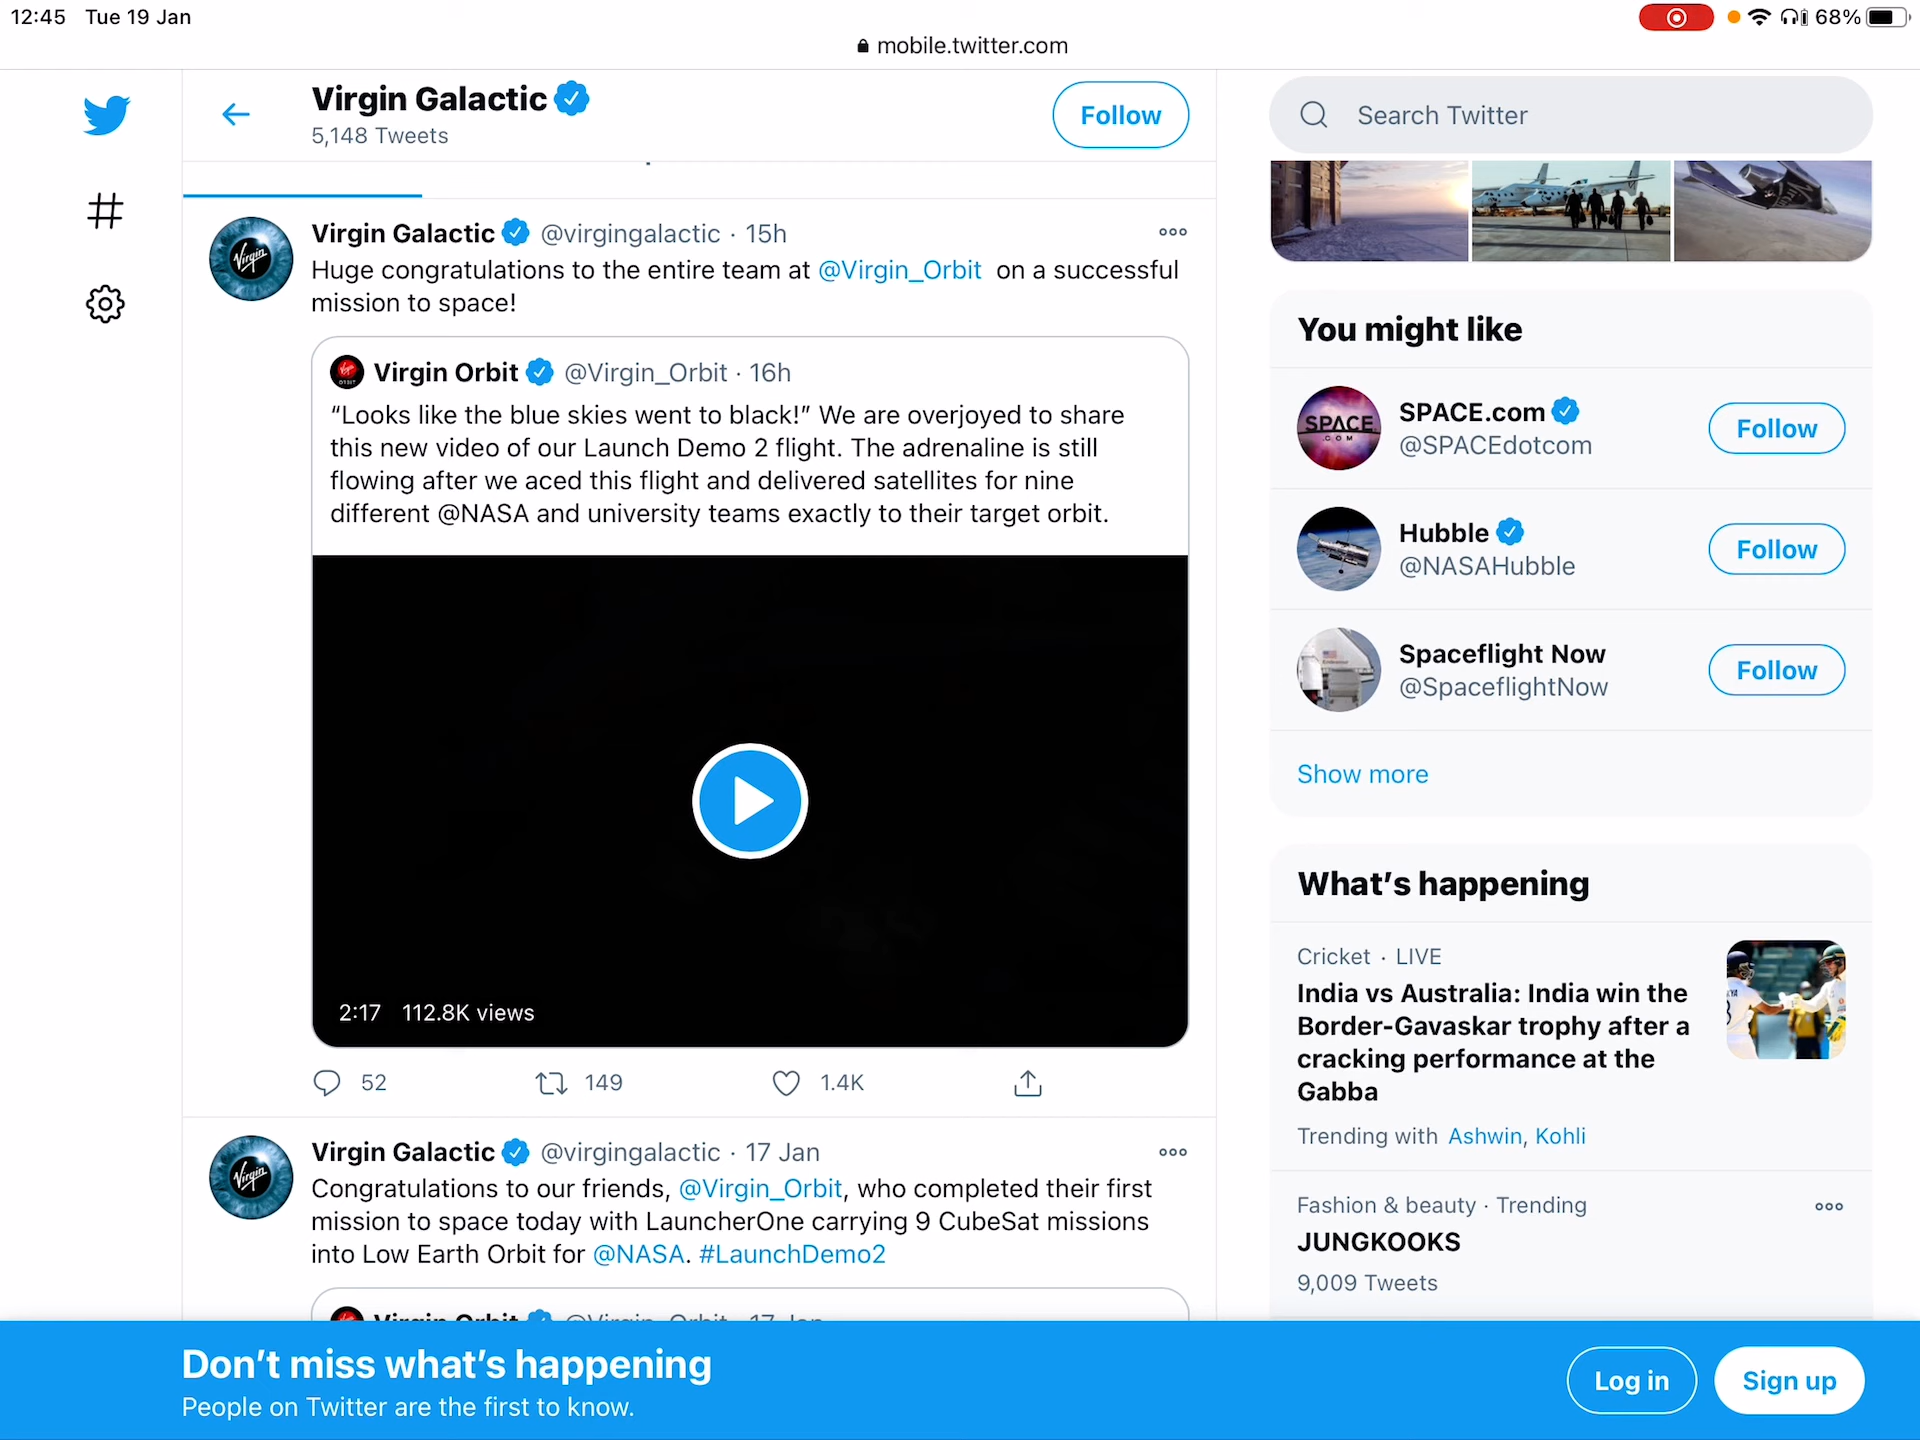 12:45 Tue 19 Jan
68%
mobile.twitter.com
Virgin Galactic
5,148 Tweets
Follow
Search Twitter
Virgin Galactic @virgingalactic · 15h
Huge congratulations to the entire team at @Virgin_Orbit on a successful
mission to space!
Virgin Orbit @Virgin_Orbit · 16h
“Looks like the blue skies went to black!” We are overjoyed to share
this new video of our Launch Demo 2 flight. The adrenaline is still
flowing after we aced this flight and delivered satellites for nine
different @NASA and university teams exactly to their target orbit.
2:17 112.8K views
52 149 1.4K
Virgin Galactic @virgingalactic · 17 Jan
Congratulations to our friends, @Virgin_Orbit, who completed their first
mission to space today with LauncherOne carrying 9 CubeSat missions
into Low Earth Orbit for @NASA. #LaunchDemo2
Virgin Orbit @Virgin_Orbit · 17 Jan
You might like
SPACE.com
@SPACEdotcom
Follow
Hubble
@NASAHubble
Follow
Spaceflight Now
@SpaceflightNow
Follow
Show more
What’s happening
Cricket · LIVE
India vs Australia: India win the
Border-Gavaskar trophy after a
cracking performance at the
Gabba
Trending with Ashwin, Kohli
Fashion & beauty · Trending
JUNGKOOKS
9,009 Tweets
Don’t miss what’s happening
People on Twitter are the first to know.
Log in
Sign up